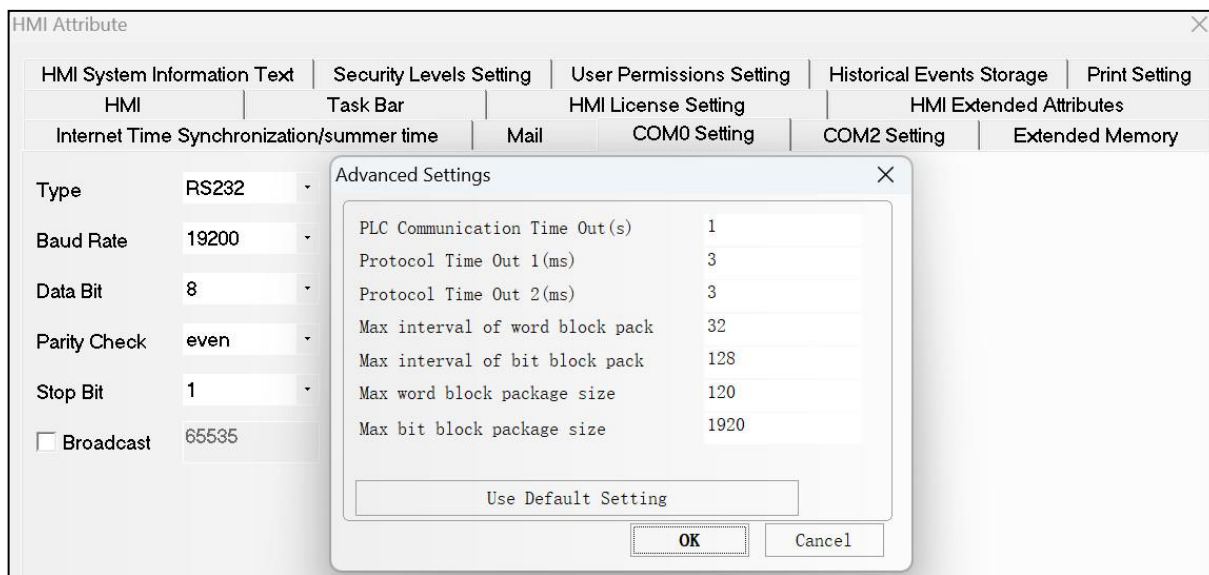 HMI Attribute
HMI System Information Text
Security Levels Setting
User Permissions Setting
Historical Events Storage
Print Setting
HMI
Task Bar
HMI License Setting
HMI Extended Attributes
Internet Time Synchronization/summer time
Mail
COM0 Setting
COM2 Setting
Extended Memory
Type RS232
Baud Rate 19200
Data Bit 8
Parity Check even
Stop Bit 1
Broadcast 65535
Advanced Settings
PLC Communication Time Out(s) 1
Protocol Time Out 1(ms) 3
Protocol Time Out 2(ms) 3
Max interval of word block pack 32
Max interval of bit block pack 128
Max word block package size 120
Max bit block package size 1920
Use Default Setting
OK Cancel